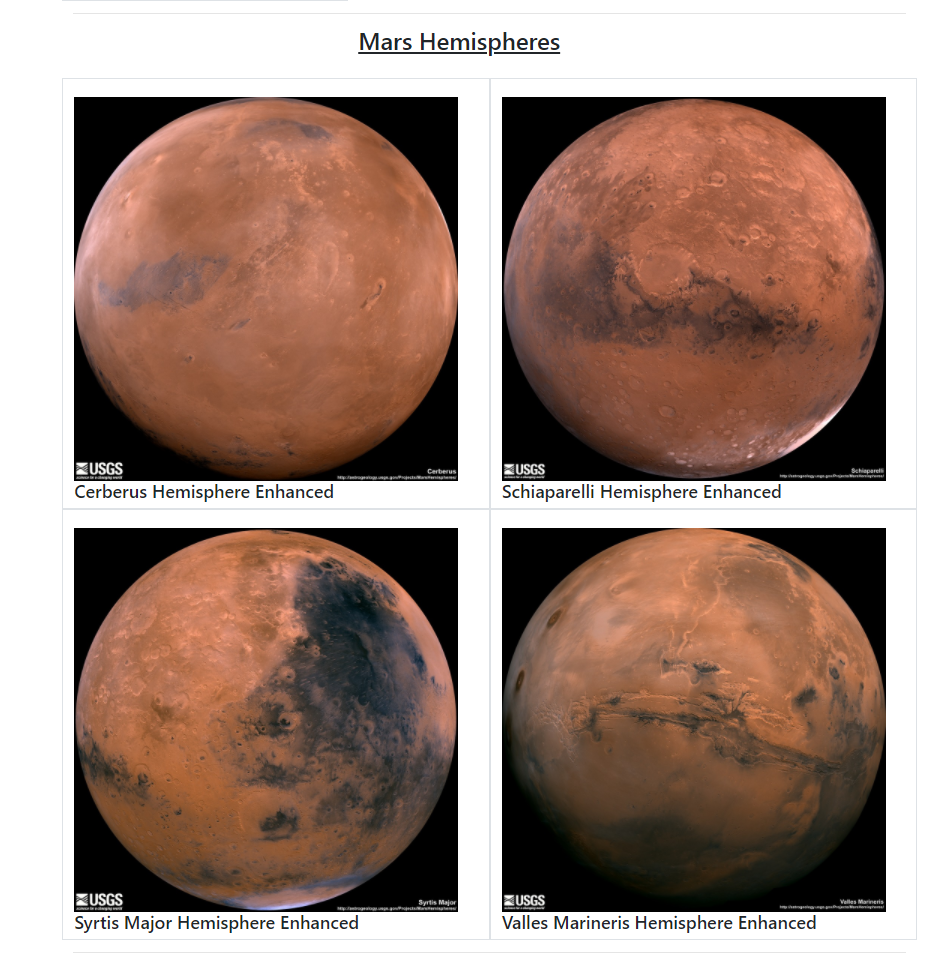 Mars Hemispheres
USGS
science for a changing world
Cerberus
http://astrogeology.usgs.gov/Projects/MarsHemispheres/
Cerberus Hemisphere Enhanced
USGS
science for a changing world
Schiaparelli
http://astrogeology.usgs.gov/Projects/MarsHemispheres/
Schiaparelli Hemisphere Enhanced
USGS
science for a changing world
Syrtis Major
http://astrogeology.usgs.gov/Projects/MarsHemispheres/
Syrtis Major Hemisphere Enhanced
USGS
science for a changing world
Valles Marineris
http://astrogeology.usgs.gov/Projects/MarsHemispheres/
Valles Marineris Hemisphere Enhanced